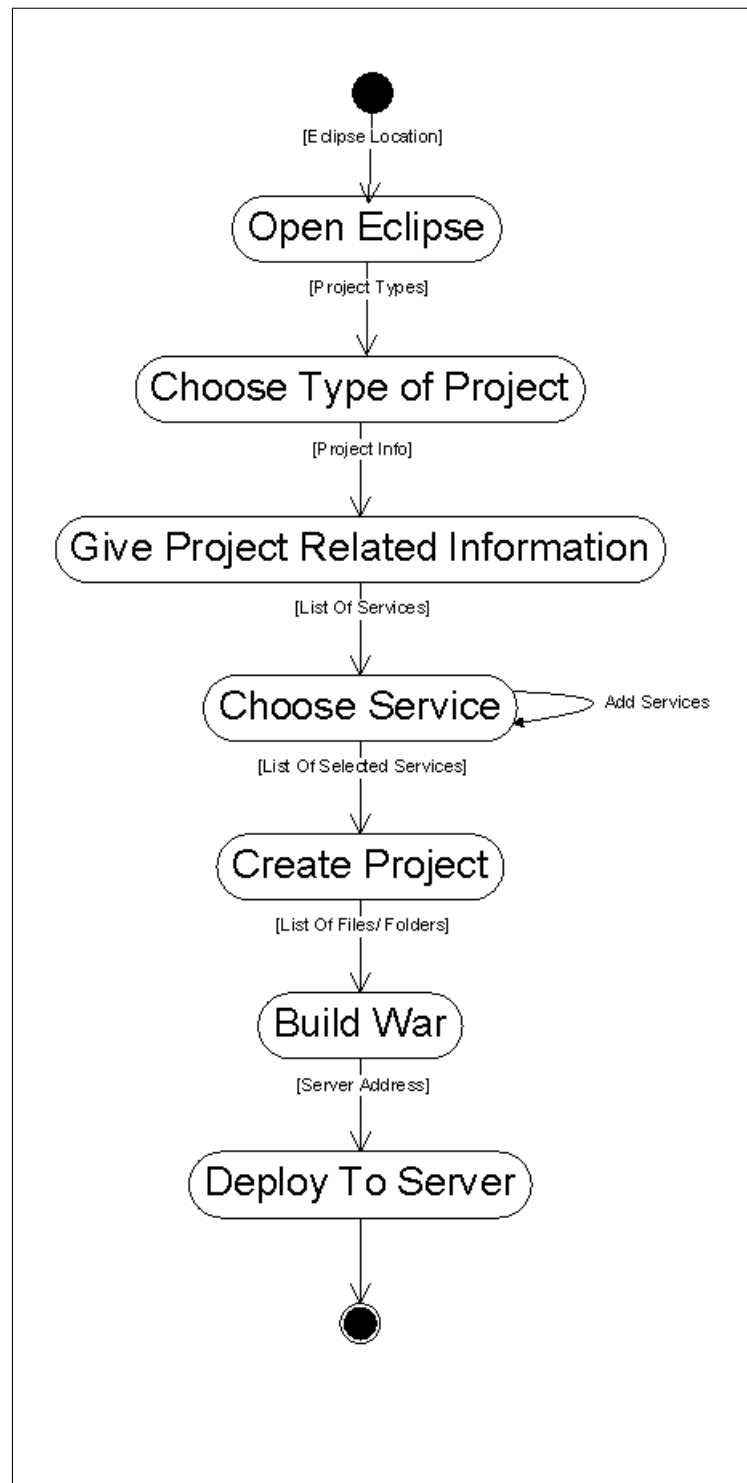 [Eclipse Location]
Open Eclipse
[Project Types]
Choose Type of Project
[Project Info]
Give Project Related Information
[List Of Services]
Choose Service
Add Services
[List Of Selected Services]
Create Project
[List Of Files/ Folders]
Build War
[Server Address]
Deploy To Server